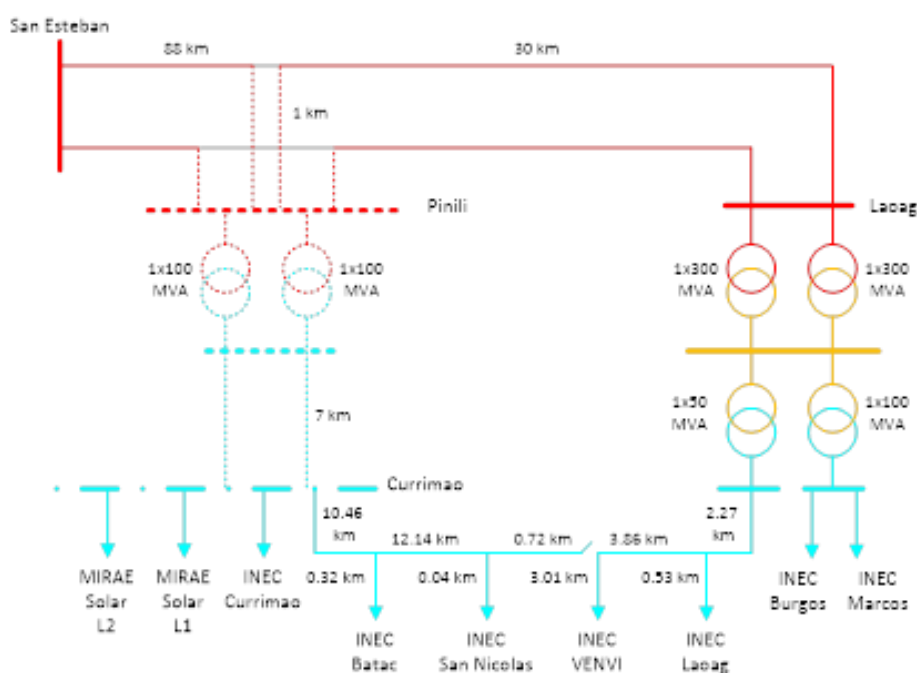 San Esteban
88 km
30 km
1 km
Pinili
Laoag
1x100
MVA
1x100
MVA
1x300
MVA
1x300
MVA
1x50
MVA
1x100
MVA
7 km
Currimao
10.46
km
12.14 km
0.72 km
3.86 km
2.27
km
0.32 km
0.04 km
3.01 km
0.53 km
MIRAE
Solar
L2
MIRAE
Solar
L1
INEC
Currimao
INEC
Batac
INEC
San Nicolas
INEC
VENVI
INEC
Laoag
INEC
Burgos
INEC
Marcos